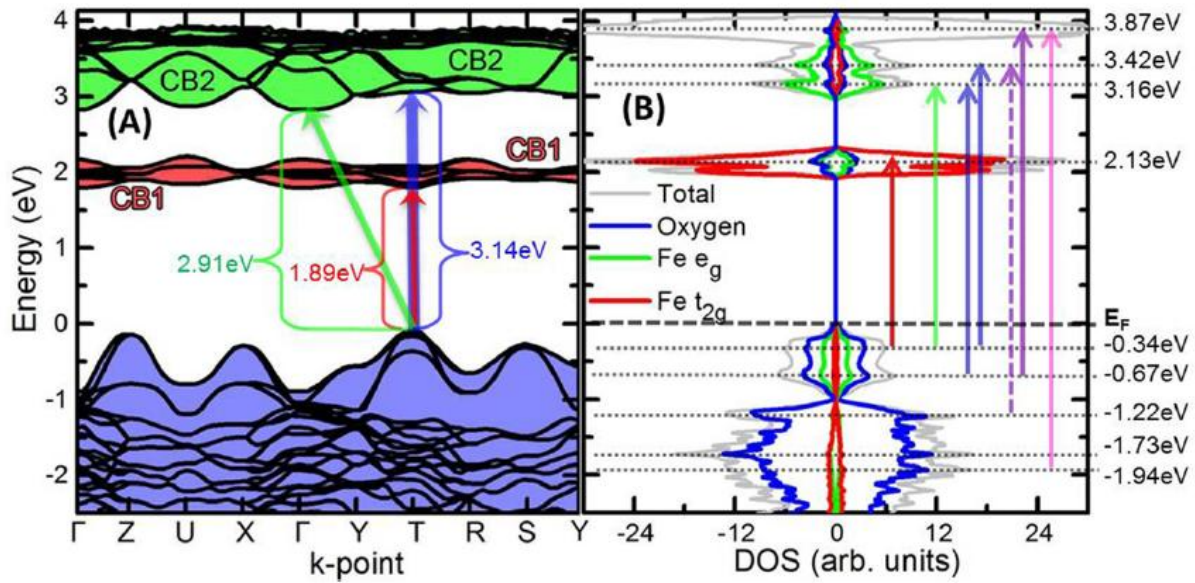 (A)
Energy (eV)
4
3
2
1
0
-1
-2
CB2
CB2
CB1
CB1
2.91eV
1.89eV
3.14eV
Γ Z U X Γ Y T R S Y
k-point
(B)
Total
Oxygen
Fe eg
Fe t2g
3.87eV
3.42eV
3.16eV
2.13eV
EF
-0.34eV
-0.67eV
-1.22eV
-1.73eV
-1.94eV
-24 -12 0 12 24
DOS (arb. units)